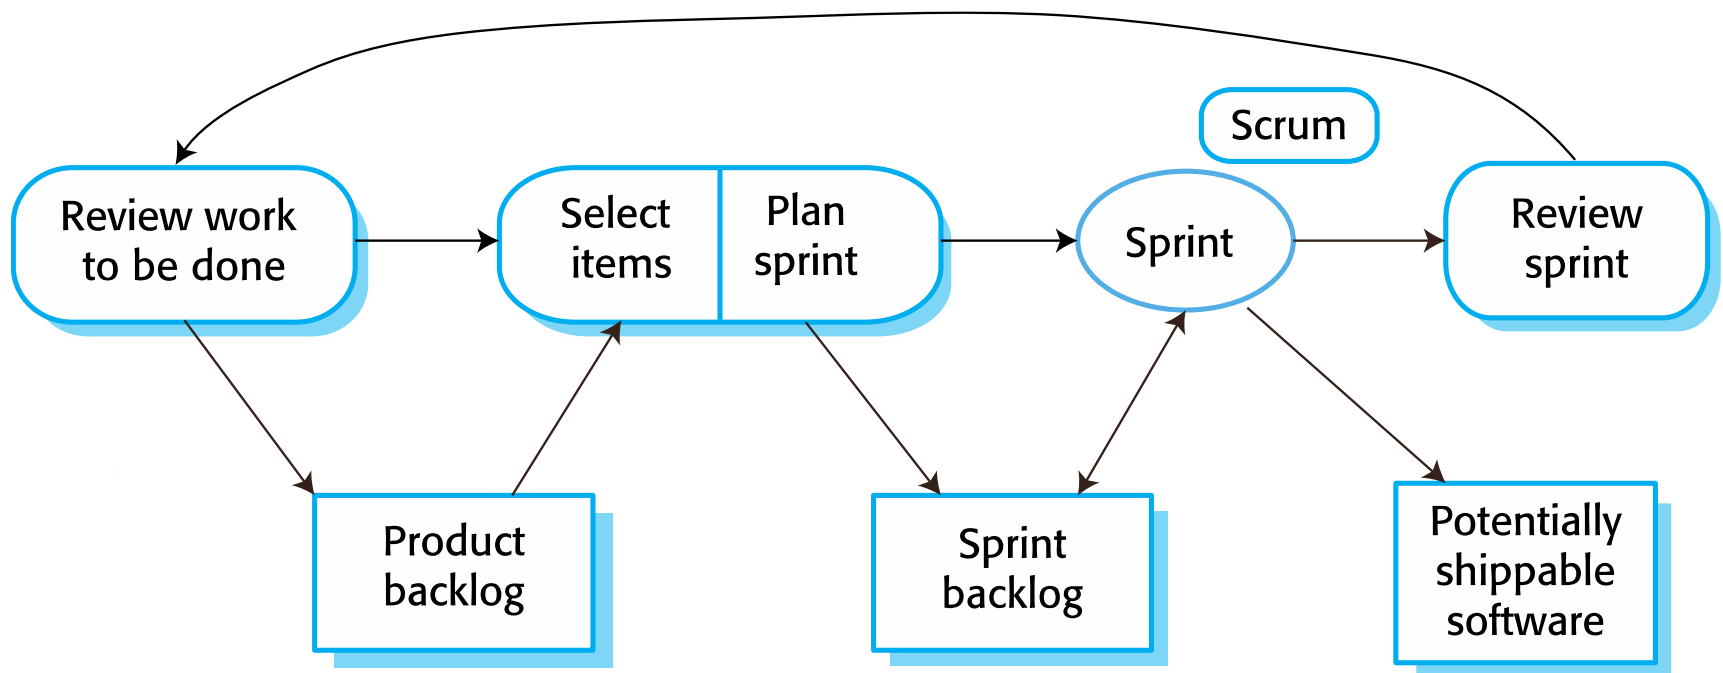 Scrum
Review work
to be done
Select
items
Plan
sprint
Sprint
Review
sprint
Product
backlog
Sprint
backlog
Potentially
shippable
software